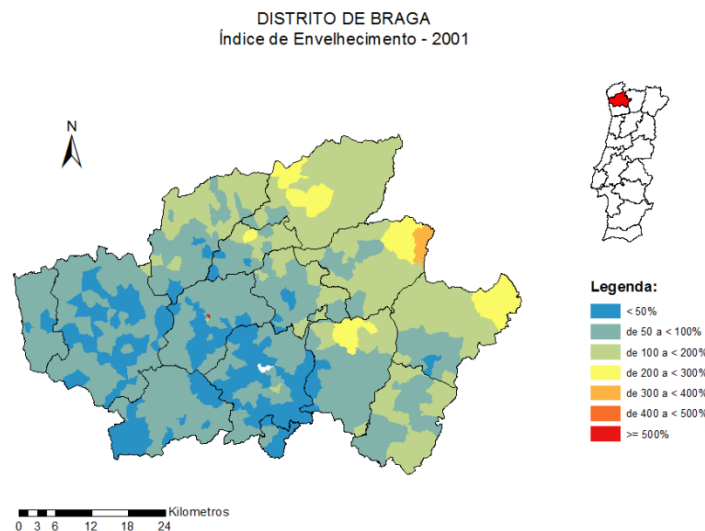 DISTRITO DE BRAGA
Índice de Envelhecimento - 2001
N
Legenda:
< 50%
de 50 a < 100%
de 100 a < 200%
de 200 a < 300%
de 300 a < 400%
de 400 a < 500%
>= 500%
Kilometros
0 3 6 12 18 24